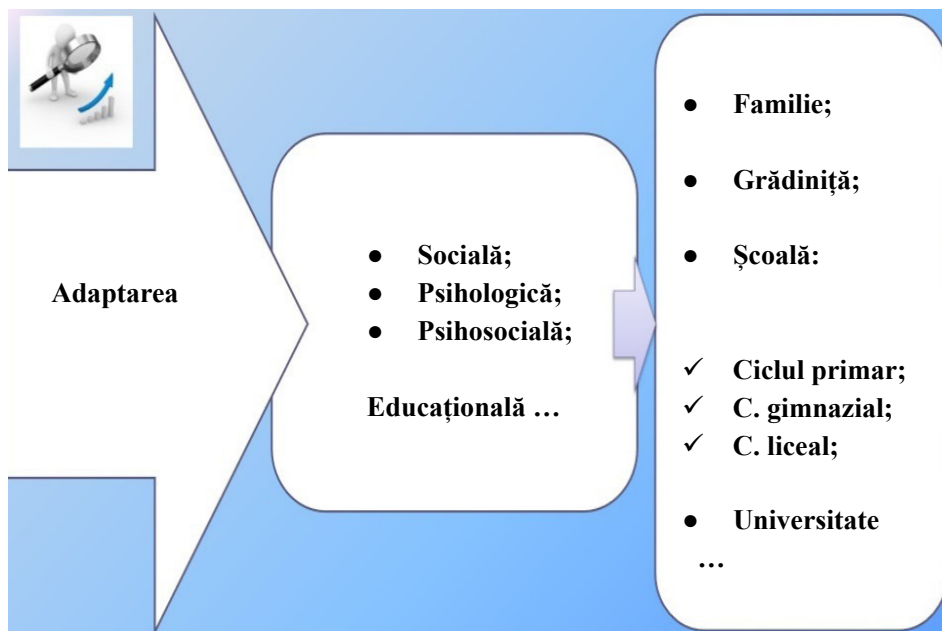 Adaptarea
● Socială;
● Psihologică;
● Psihosocială;
Educațională ...
● Familie;
● Grădiniță;
● Școală:
✓ Ciclul primar;
✓ C. gimnazial;
✓ C. liceal;
● Universitate
...